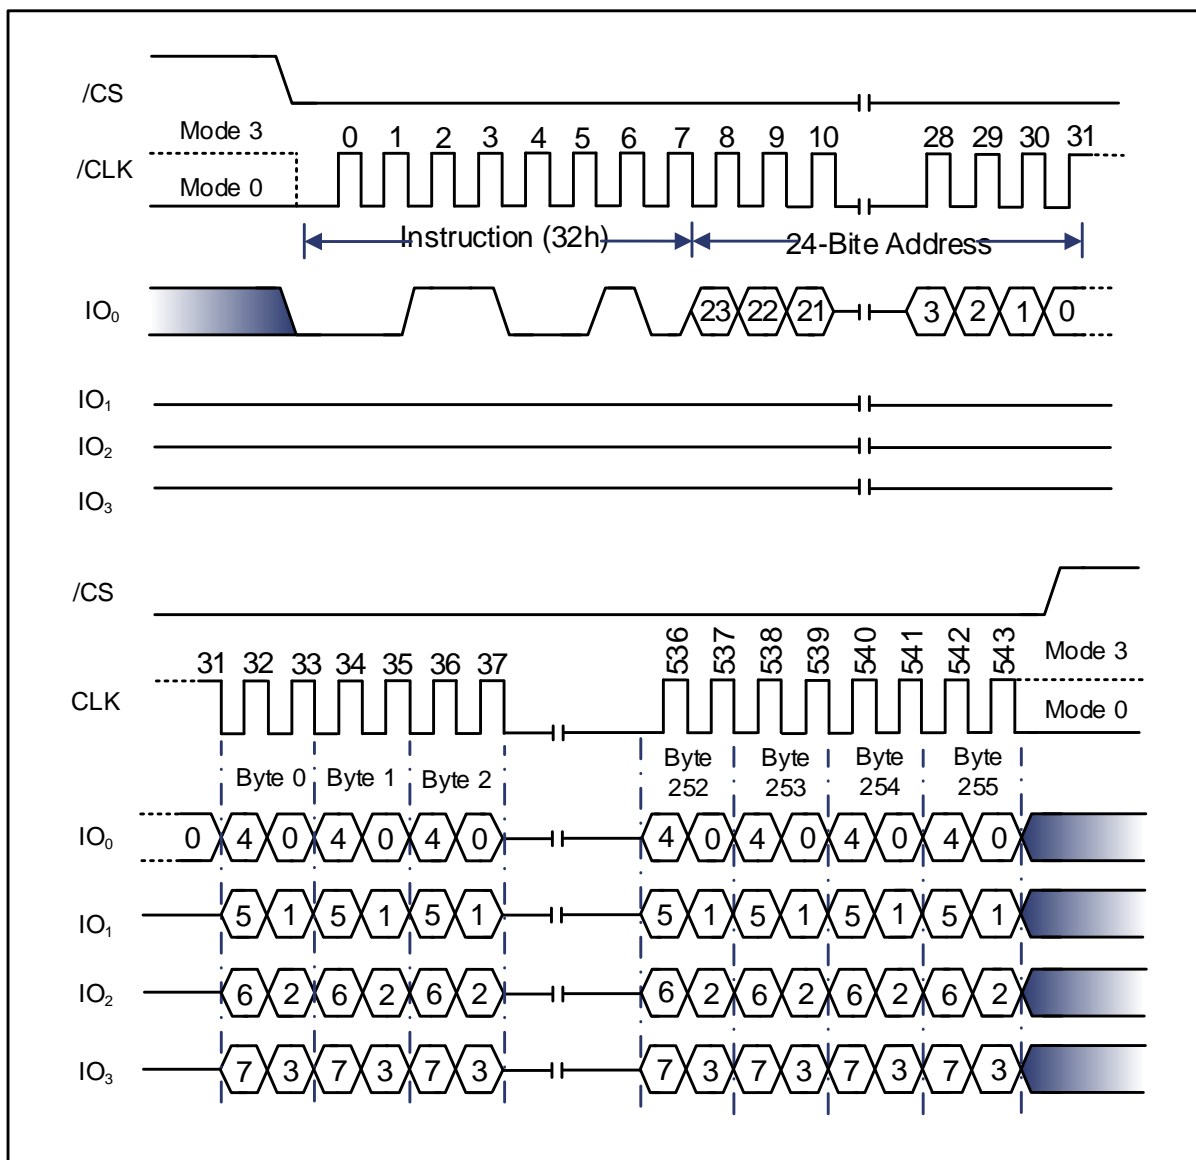 /CS
Mode 3
0 1 2 3 4 5 6 7 8 9 10 28 29 30 31
/CLK
Mode 0
Instruction (32h) 24-Bite Address
IO0 23 22 21 3 2 1 0
IO1
IO2
IO3
/CS
31 32 33 34 35 36 37 536 537 538 539 540 541 542 543 Mode 3
CLK Mode 0
Byte 0 Byte 1 Byte 2 Byte 252 Byte 253 Byte 254 Byte 255
IO0 0 4 0 4 0 4 0 4 0 4 0 4 0 4 0
IO1 5 1 5 1 5 1 5 1 5 1 5 1 5 1
IO2 6 2 6 2 6 2 6 2 6 2 6 2 6 2
IO3 7 3 7 3 7 3 7 3 7 3 7 3 7 3